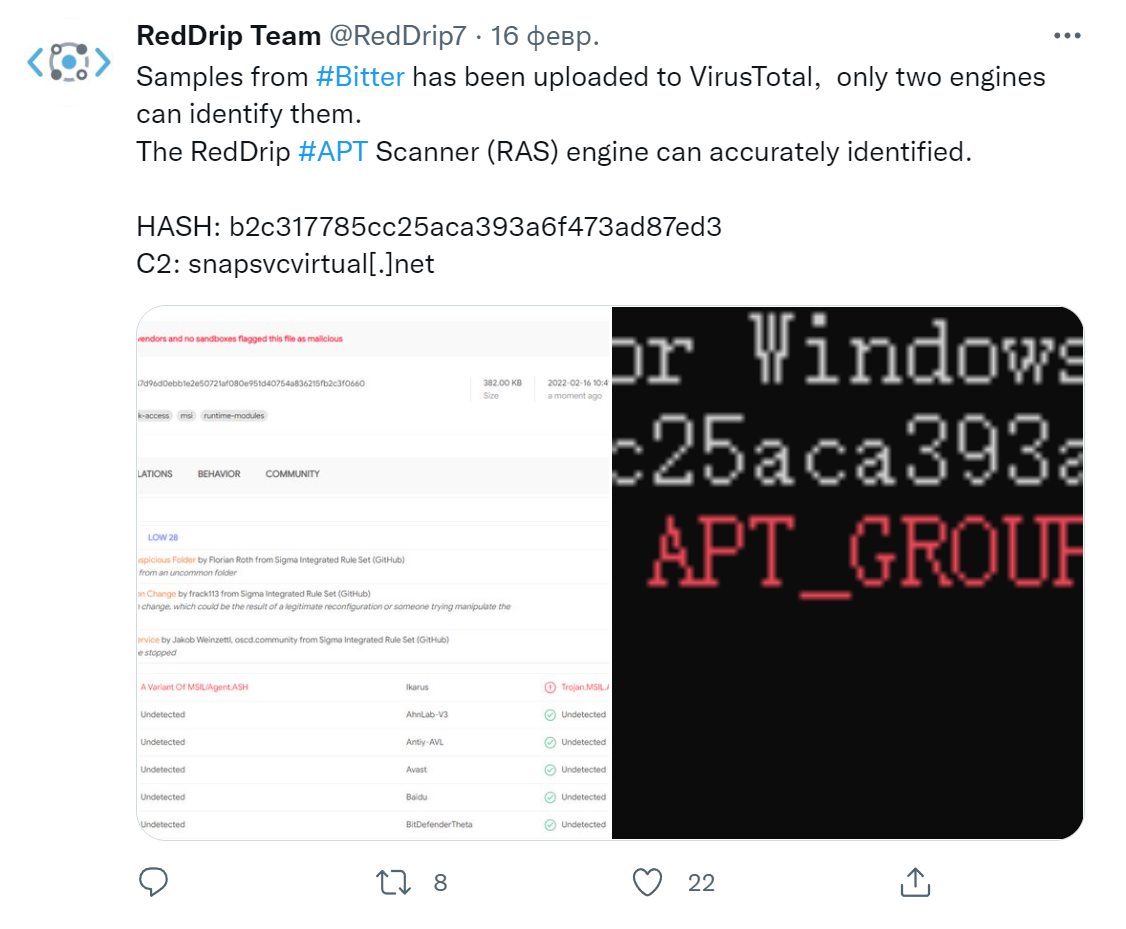 RedDrip Team @RedDrip7 · 16 февр.
Samples from #Bitter has been uploaded to VirusTotal, only two engines
can identify them.
The RedDrip #APT Scanner (RAS) engine can accurately identified.
HASH: b2c317785cc25aca393a6f473ad87ed3
C2: snapsvcvirtual[.]net
vendors and no sandboxes flagged this file as malicious
7d96d0ebb1e2e50721af080e951d40754a836215fb2c3f0660
382.00 KB
Size
2022-02-16 10:4
a moment ago
k-access msi runtime-modules
LATIONS BEHAVIOR COMMUNITY
LOW 28
spicious Folder by Florian Roth from Sigma Integrated Rule Set (GitHub)
from an uncommon folder
on Change by frack113 from Sigma Integrated Rule Set (GitHub)
change, which could be the result of a legitimate reconfiguration or someone trying manipulate the
ervice by Jakob Weinzettl, oscd.community from Sigma Integrated Rule Set (GitHub)
e stopped
A Variant Of MSIL/Agent.ASH Ikarus Trojan.MSIL.
Undetected AhnLab-V3 Undetected
Undetected Antiy-AVL Undetected
Undetected Avast Undetected
Undetected Baidu Undetected
Undetected BitDefenderTheta Undetected
or Windows
c25aca393a
APT_GROUP
8
22